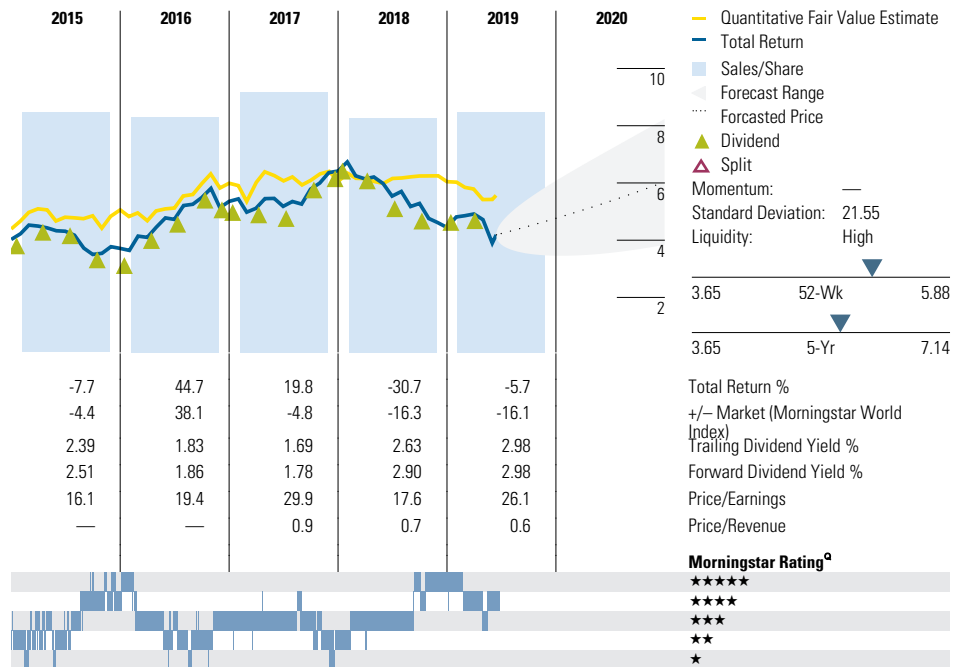 2015 2016 2017 2018 2019 2020
Quantitative Fair Value Estimate
Total Return
Sales/Share
Forecast Range
Forcasted Price
Dividend
Split
Momentum: —
Standard Deviation: 21.55
Liquidity: High
10
8
6
4
2
3.65 52-Wk 5.88
3.65 5-Yr 7.14
-7.7 44.7 19.8 -30.7 -5.7 Total Return %
-4.4 38.1 -4.8 -16.3 -16.1 +/– Market (Morningstar World
Index)
2.39 1.83 1.69 2.63 2.98 Trailing Dividend Yield %
2.51 1.86 1.78 2.90 2.98 Forward Dividend Yield %
16.1 19.4 29.9 17.6 26.1 Price/Earnings
— — 0.9 0.7 0.6 Price/Revenue
Morningstar Rating Q
★★★★★
★★★★
★★★
★★
★